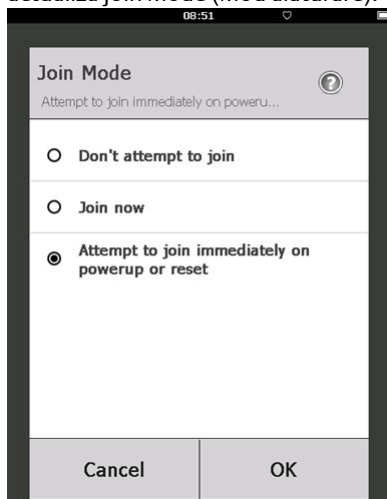 08:51
Join Mode
Attempt to join immediately on poweru...
Don't attempt to join
Join now
Attempt to join immediately on
powerup or reset
Cancel
OK